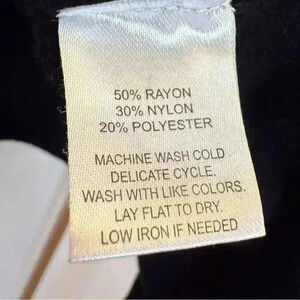 50% RAYON
30% NYLON
20% POLYESTER
MACHINE WASH COLD
DELICATE CYCLE.
WASH WITH LIKE COLORS.
LAY FLAT TO DRY.
LOW IRON IF NEEDED